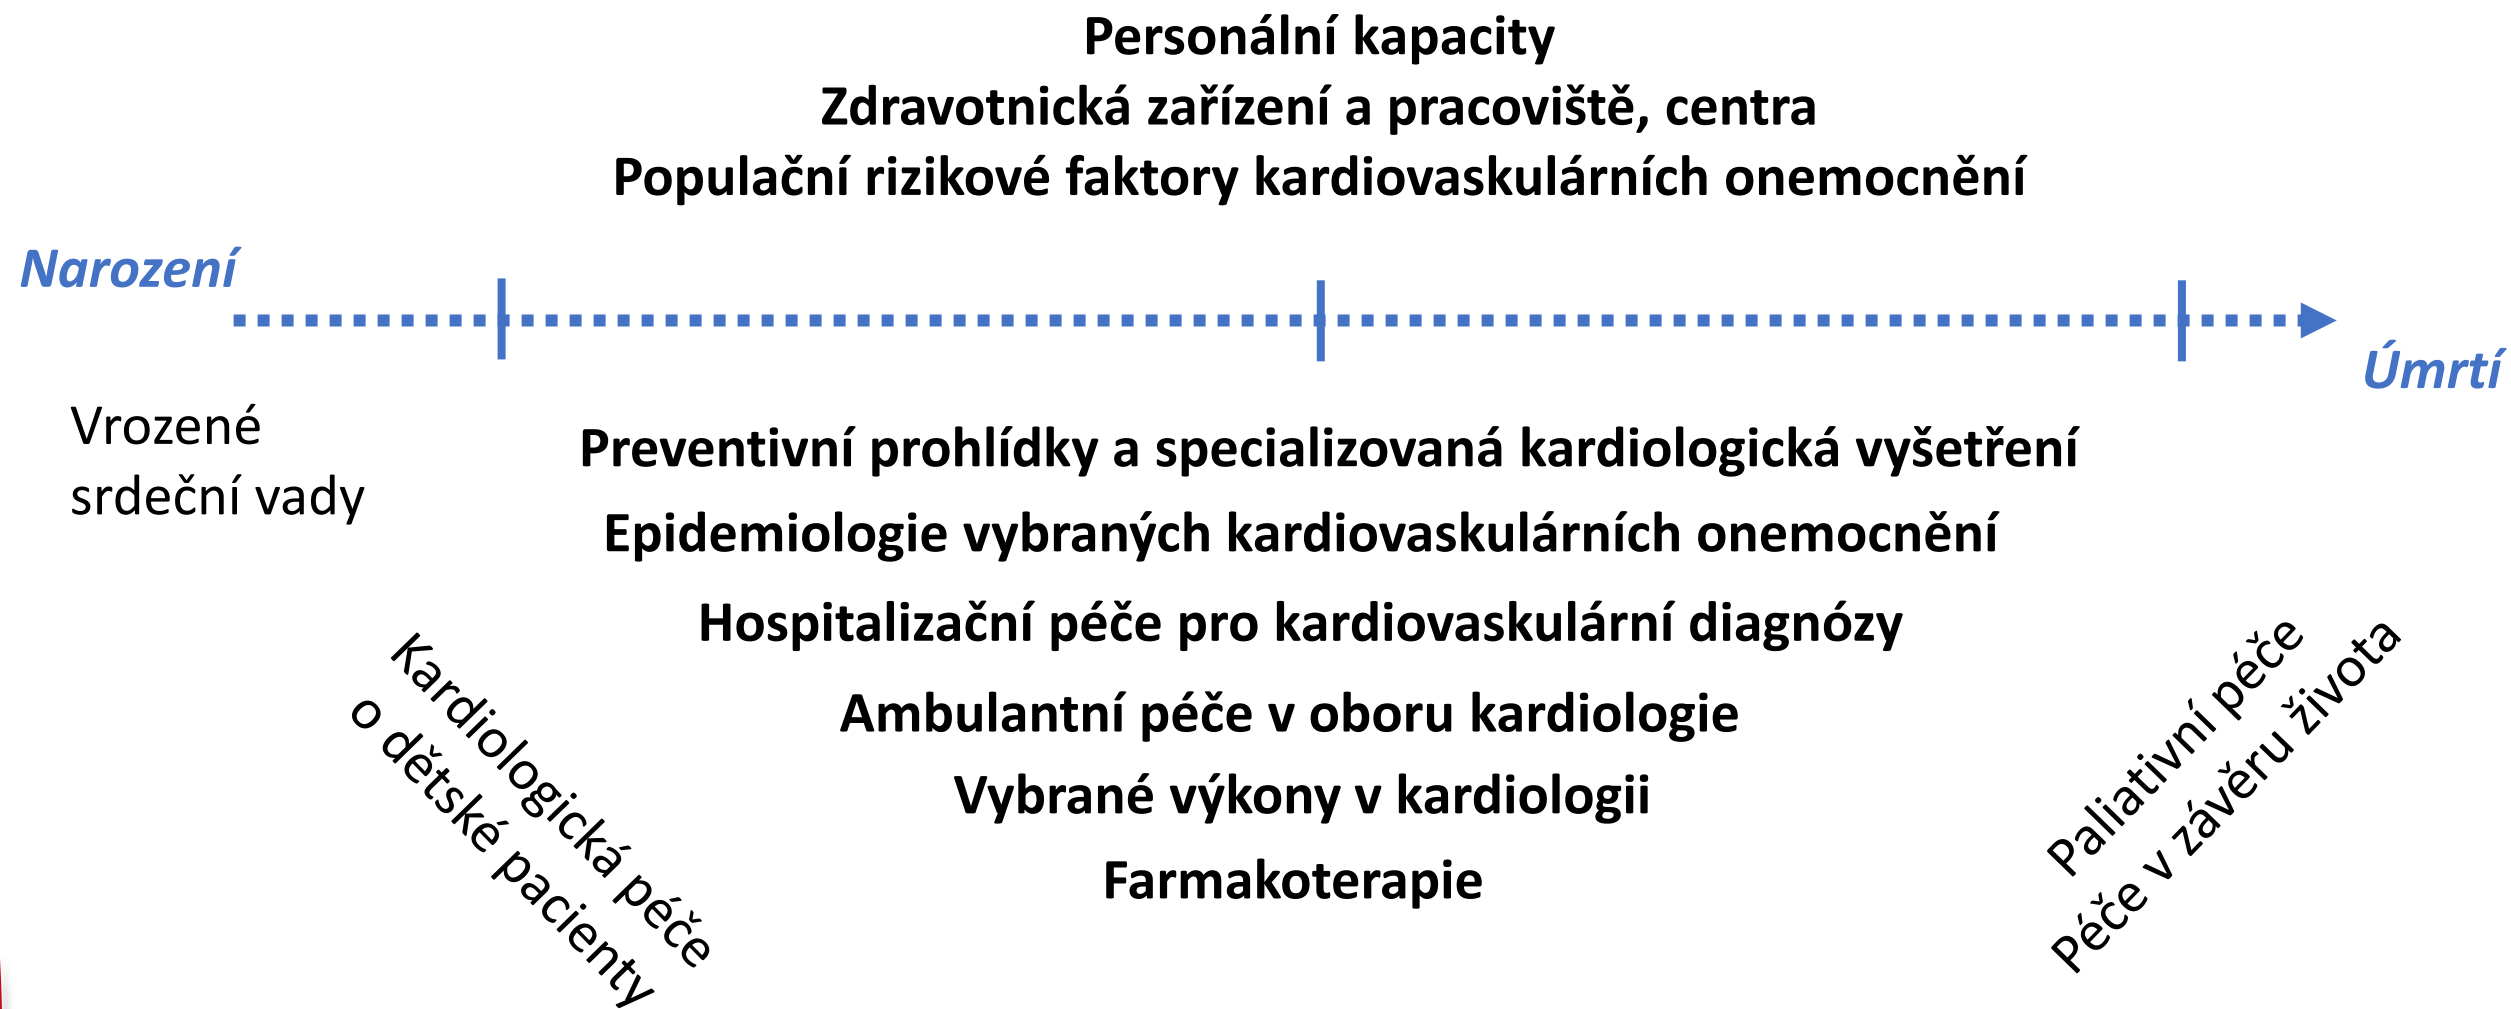 Personální kapacity
Zdravotnická zařízení a pracoviště, centra
Populační rizikové faktory kardiovaskulárních onemocnění
Narození
Úmrtí
Vrozené
srdeční vady
Preventivní prohlídky a specializovaná kardiologická vyšetření
Epidemiologie vybraných kardiovaskulárních onemocnění
Hospitalizační péče pro kardiovaskulární diagnózy
Ambulantní péče v oboru kardiologie
Vybrané výkony v kardiologii
Farmakoterapie
Kardiologická péče
o dětské pacienty
Paliativní péče
Péče v závěru života